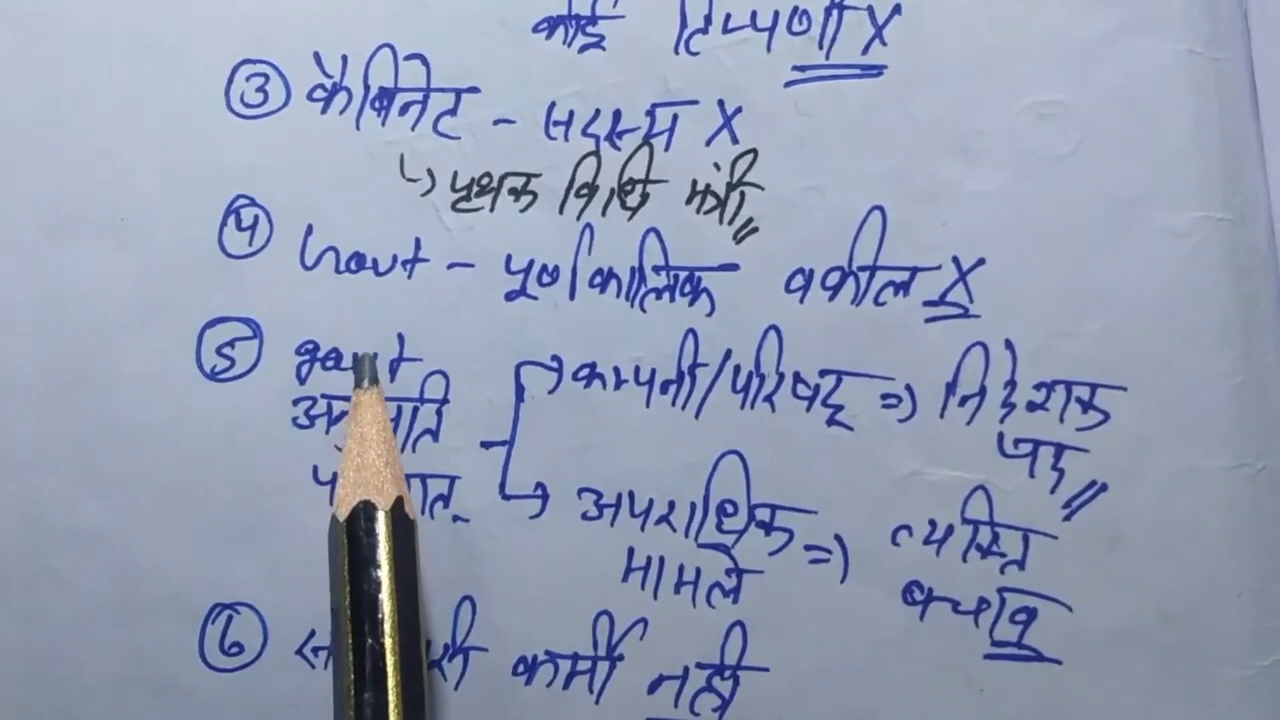 कोई टिप्पणी X
③ कैबिनेट - सदस्य X
↳ पृथक विधि मंत्री
④ Govt - पूर्णकालिक वकील X
⑤ govt
→ कम्पनी/परिषद् ⇒ निदेशक
पद
→ अपराधिक ⇒ व्यक्ति
मामले
बचाव
⑥ कर्मी नही